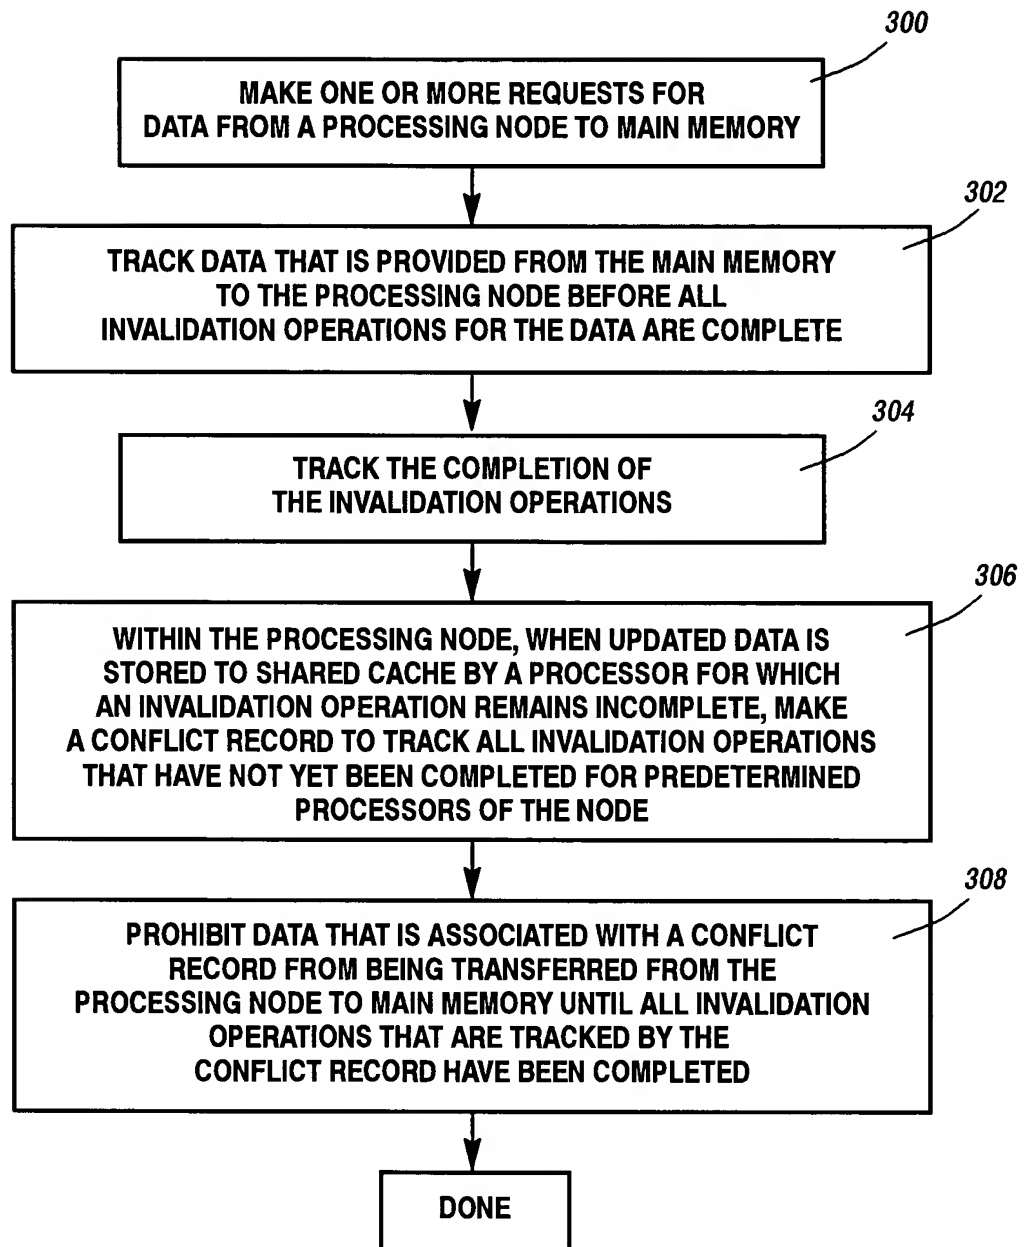 300
MAKE ONE OR MORE REQUESTS FOR
DATA FROM A PROCESSING NODE TO MAIN MEMORY
302
TRACK DATA THAT IS PROVIDED FROM THE MAIN MEMORY
TO THE PROCESSING NODE BEFORE ALL
INVALIDATION OPERATIONS FOR THE DATA ARE COMPLETE
304
TRACK THE COMPLETION OF
THE INVALIDATION OPERATIONS
306
WITHIN THE PROCESSING NODE, WHEN UPDATED DATA IS
STORED TO SHARED CACHE BY A PROCESSOR FOR WHICH
AN INVALIDATION OPERATION REMAINS INCOMPLETE, MAKE
A CONFLICT RECORD TO TRACK ALL INVALIDATION OPERATIONS
THAT HAVE NOT YET BEEN COMPLETED FOR PREDETERMINED
PROCESSORS OF THE NODE
308
PROHIBIT DATA THAT IS ASSOCIATED WITH A CONFLICT
RECORD FROM BEING TRANSFERRED FROM THE
PROCESSING NODE TO MAIN MEMORY UNTIL ALL INVALIDATION
OPERATIONS THAT ARE TRACKED BY THE
CONFLICT RECORD HAVE BEEN COMPLETED
DONE